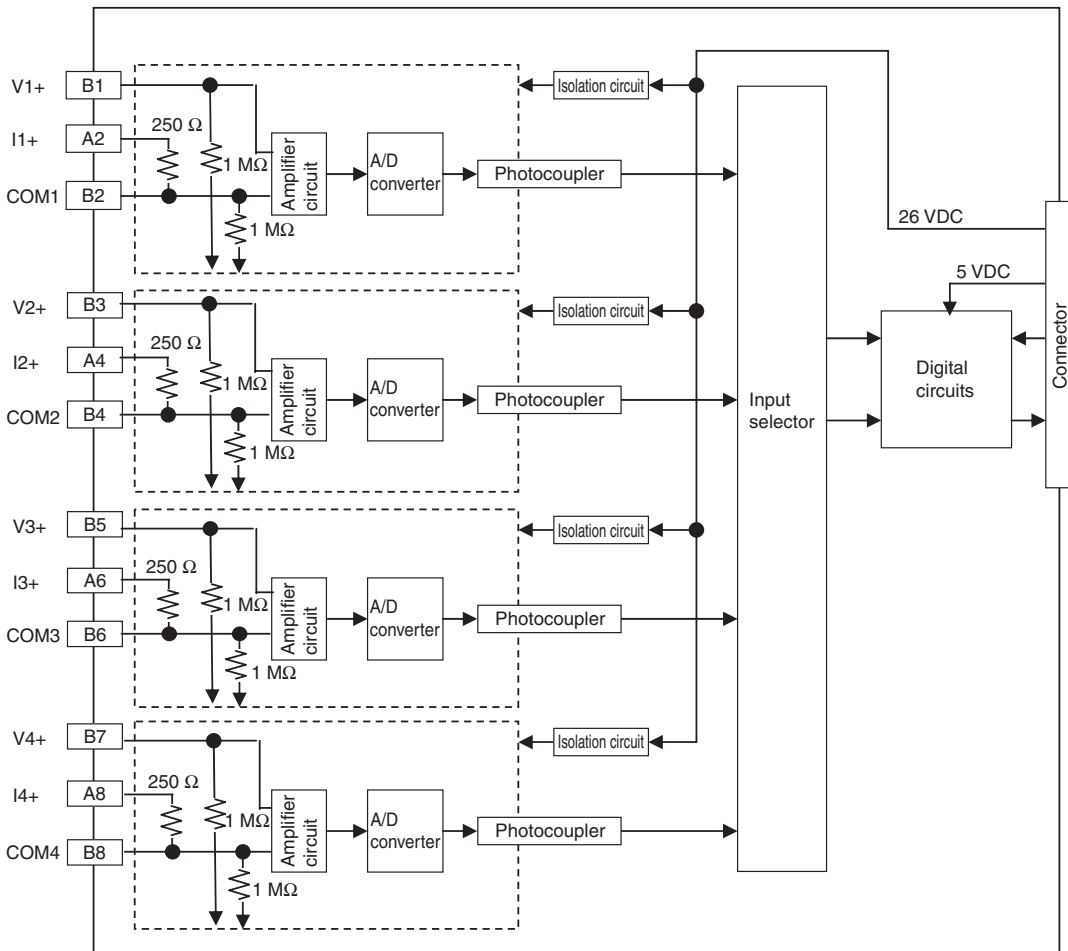 V1+
B1
Isolation circuit
I1+
A2
250 Ω
1 MΩ
Amplifier
circuit
A/D
converter
Photocoupler
COM1
B2
1 MΩ
26 VDC
5 VDC
V2+
B3
Isolation circuit
I2+
A4
250 Ω
1 MΩ
Amplifier
circuit
A/D
converter
Photocoupler
COM2
B4
1 MΩ
Input
selector
Digital
circuits
Connector
V3+
B5
Isolation circuit
I3+
A6
250 Ω
1 MΩ
Amplifier
circuit
A/D
converter
Photocoupler
COM3
B6
1 MΩ
V4+
B7
Isolation circuit
I4+
A8
250 Ω
1 MΩ
Amplifier
circuit
A/D
converter
Photocoupler
COM4
B8
1 MΩ